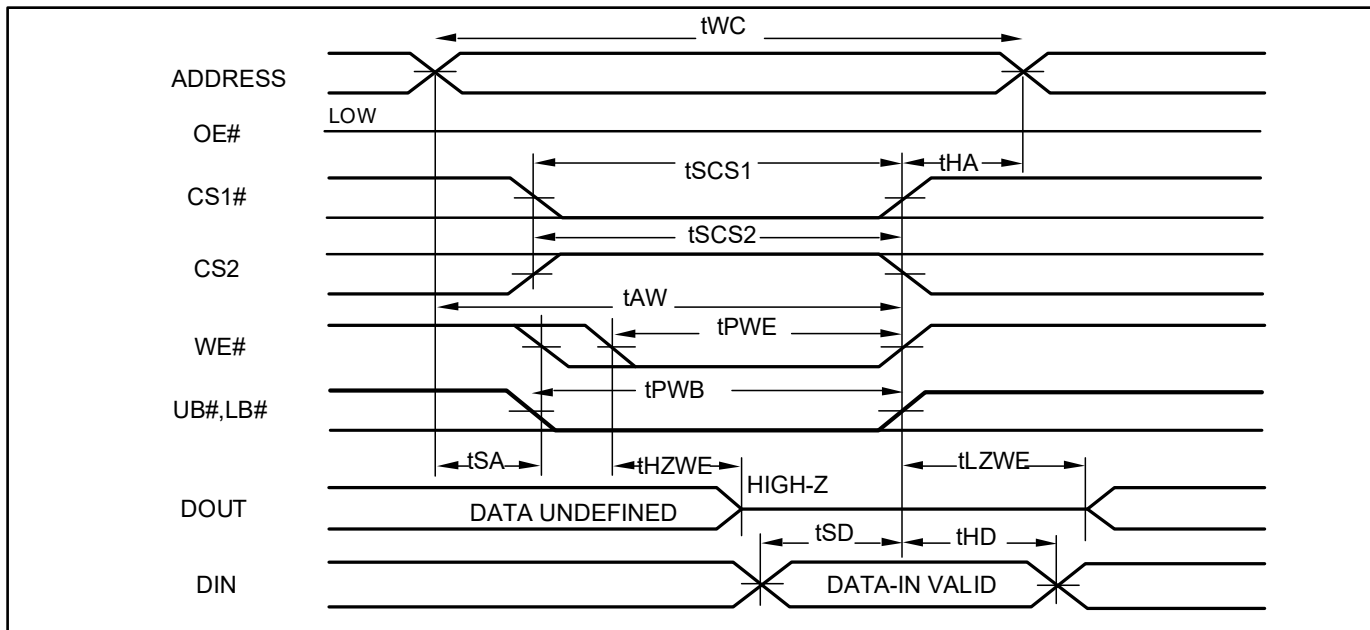 tWC
ADDRESS
LOW
OE#
tSCS1
tHA
CS1#
tSCS2
CS2
tAW
tPWE
WE#
tPWB
UB#,LB#
tSA
tHZWE
tLZWE
HIGH-Z
DOUT
DATA UNDEFINED
tSD
tHD
DIN
DATA-IN VALID